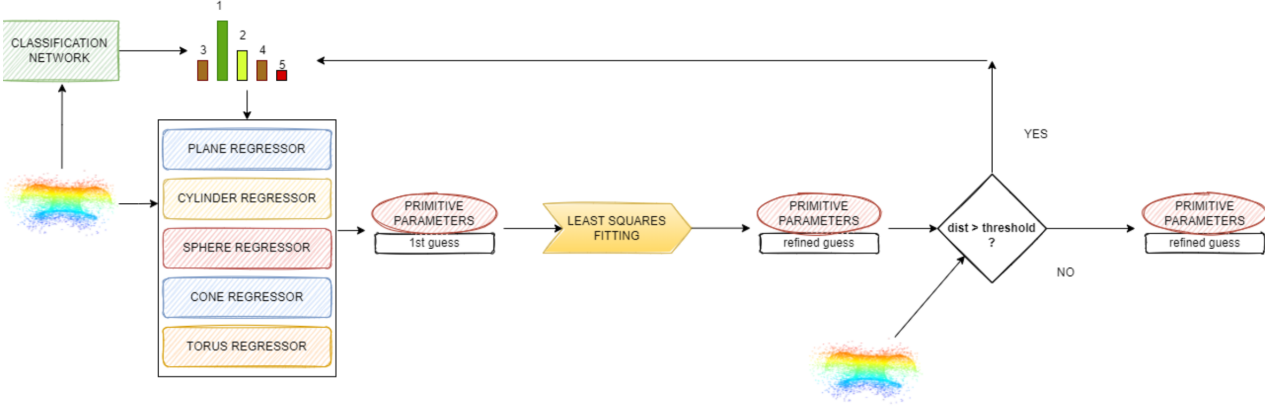 CLASSIFICATION
NETWORK
1
2
3
4
5
PLANE REGRESSOR
CYLINDER REGRESSOR
SPHERE REGRESSOR
CONE REGRESSOR
TORUS REGRESSOR
PRIMITIVE
PARAMETERS
1st guess
LEAST SQUARES
FITTING
PRIMITIVE
PARAMETERS
refined guess
dist > threshold
?
YES
NO
PRIMITIVE
PARAMETERS
refined guess